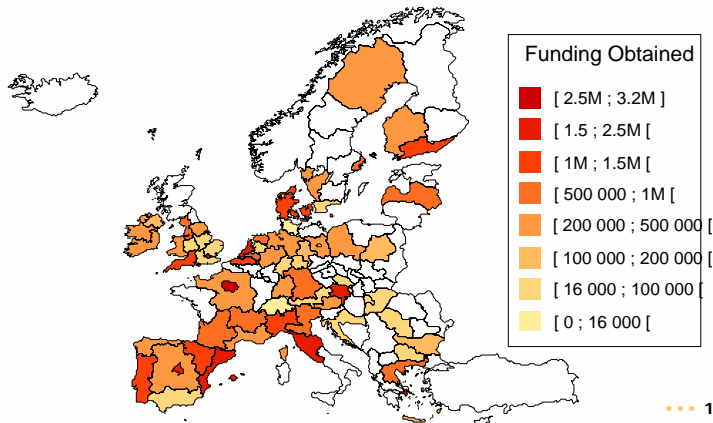 Funding Obtained
[ 2.5M ; 3.2M ]
[ 1.5 ; 2.5M [
[ 1M ; 1.5M [
[ 500 000 ; 1M [
[ 200 000 ; 500 000 [
[ 100 000 ; 200 000 [
[ 16 000 ; 100 000 [
[ 0 ; 16 000 [
1